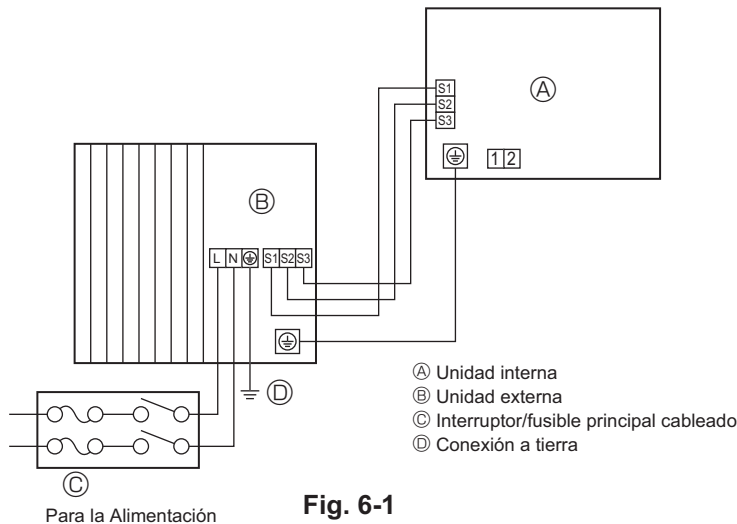 Ⓐ
S1
S2
S3
1 2
Ⓑ
L N S1 S2 S3
Ⓓ
Ⓒ
Para la Alimentación
Ⓐ Unidad interna
Ⓑ Unidad externa
Ⓒ Interruptor/fusible principal cableado
Ⓓ Conexión a tierra
Fig. 6-1